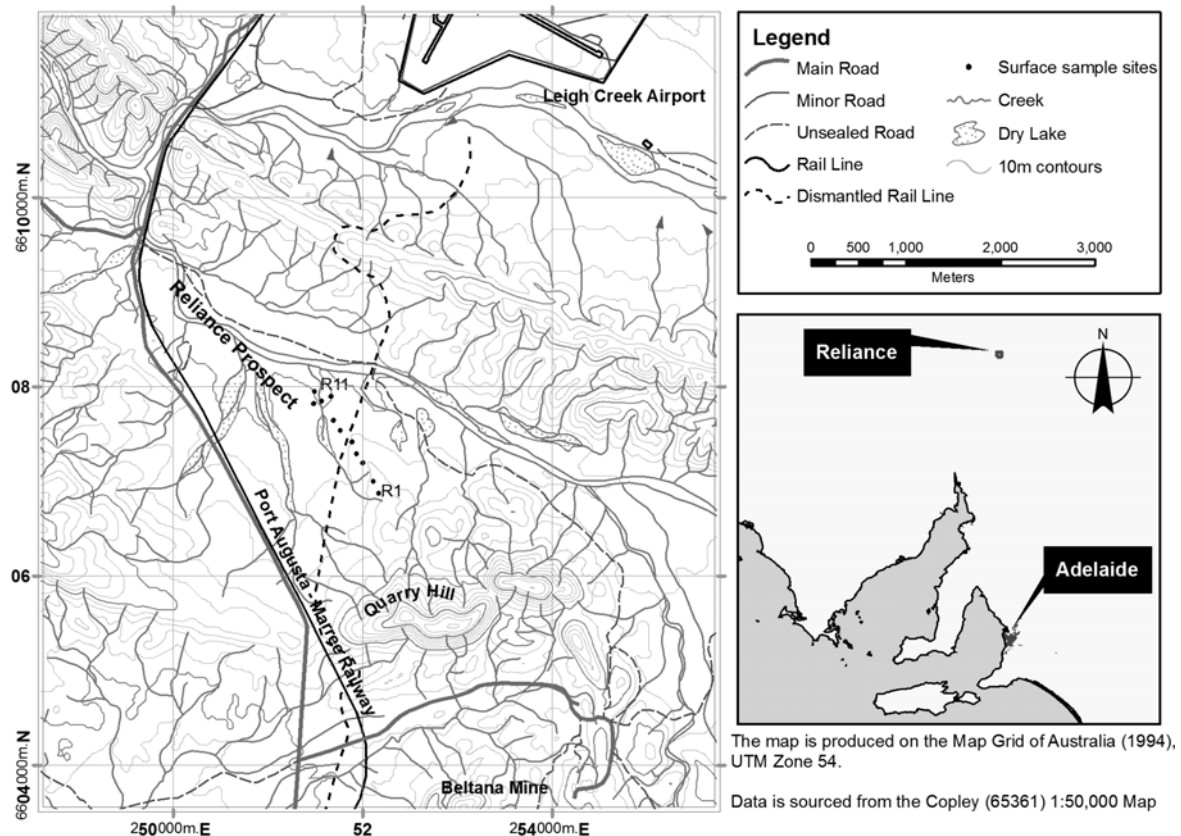 Leigh Creek Airport
6610000m.N
Reliance Prospect
08
R11
R1
Port Augusta - Marree Railway
06
Quarry Hill
6604000m.N
Beltana Mine
250000m.E
52
254000m.E
Legend
Main Road
Minor Road
Unsealed Road
Rail Line
Dismantled Rail Line
Surface sample sites
Creek
Dry Lake
10m contours
0 500 1,000 2,000 3,000
Meters
Reliance
N
Adelaide
The map is produced on the Map Grid of Australia (1994),
UTM Zone 54.
Data is sourced from the Copley (65361) 1:50,000 Map